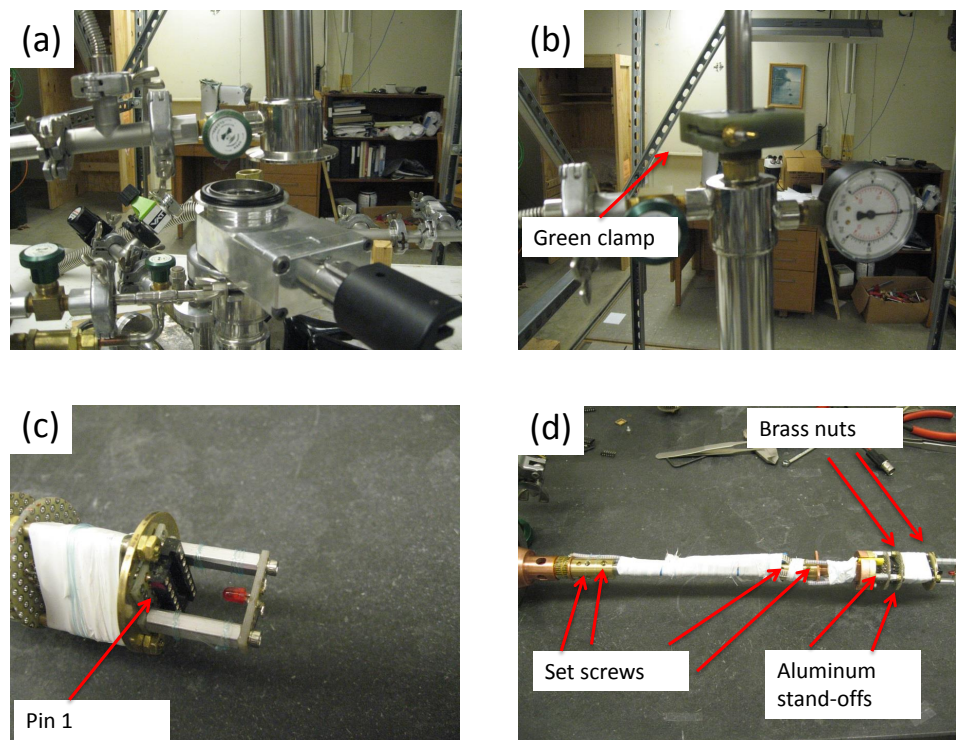 (a)
(b)
Green clamp
(c)
Pin 1
(d)
Brass nuts
Set screws
Aluminum
stand-offs